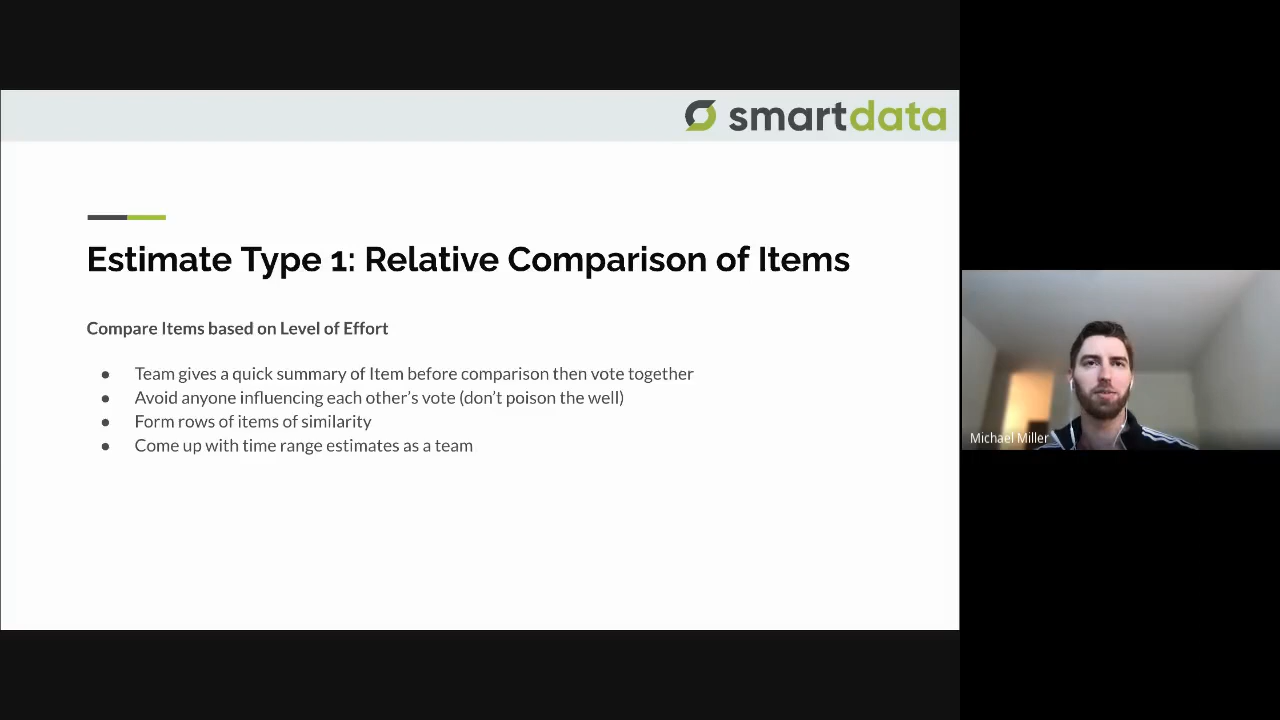 smartdata
Estimate Type 1: Relative Comparison of Items
Compare Items based on Level of Effort
● Team gives a quick summary of Item before comparison then vote together
● Avoid anyone influencing each other's vote (don't poison the well)
● Form rows of items of similarity
● Come up with time range estimates as a team
Michael Miller